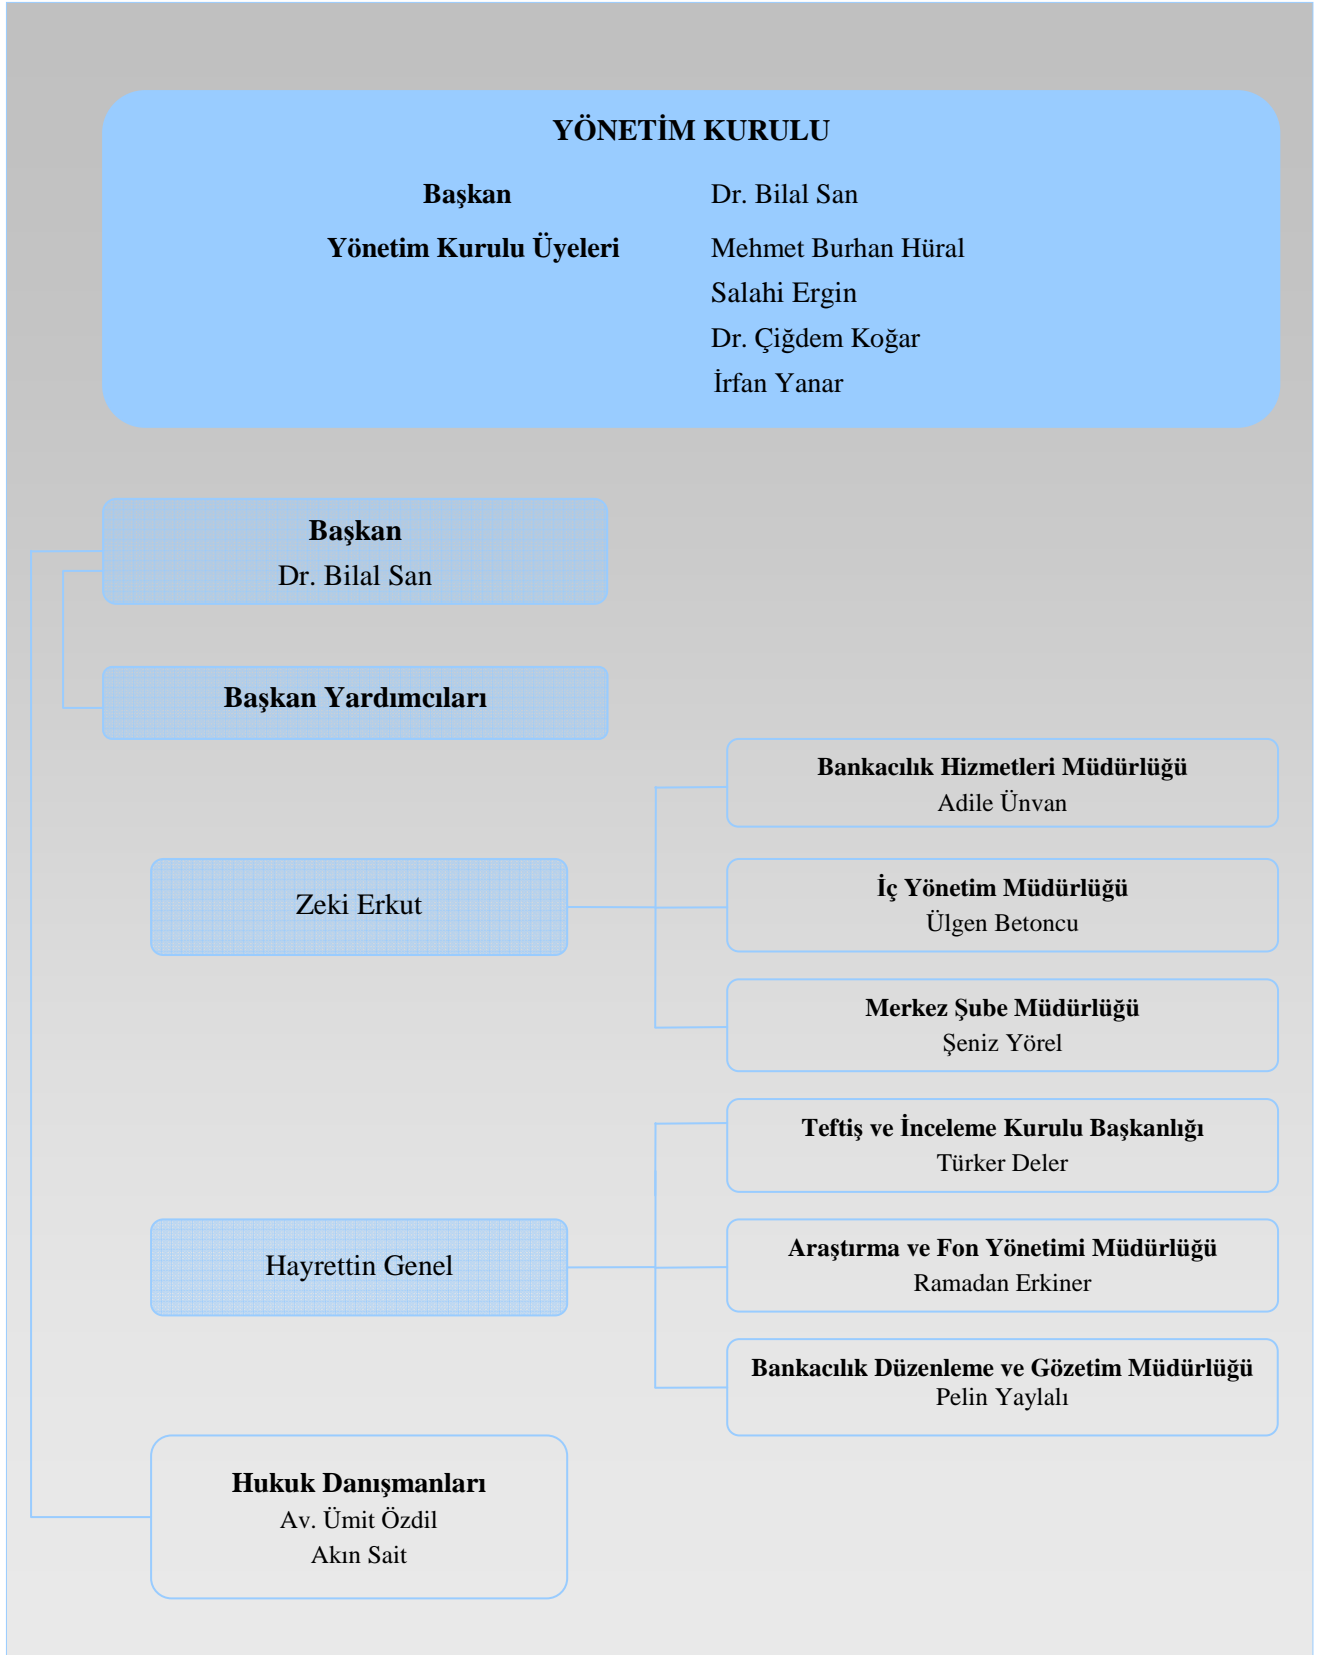 YÖNETİM KURULU
Başkan Dr. Bilal San
Yönetim Kurulu Üyeleri Mehmet Burhan Hüral
Salahi Ergin
Dr. Çiğdem Koğar
İrfan Yanar
Başkan
Dr. Bilal San
Başkan Yardımcıları
Bankacılık Hizmetleri Müdürlüğü
Adile Ünvan
Zeki Erkut
İç Yönetim Müdürlüğü
Ülgen Betoncu
Merkez Şube Müdürlüğü
Şeniz Yörel
Teftiş ve İnceleme Kurulu Başkanlığı
Türker Deler
Hayrettin Genel
Araştırma ve Fon Yönetimi Müdürlüğü
Ramadan Erkiner
Bankacılık Düzenleme ve Gözetim Müdürlüğü
Pelin Yaylalı
Hukuk Danışmanları
Av. Ümit Özdil
Akın Sait